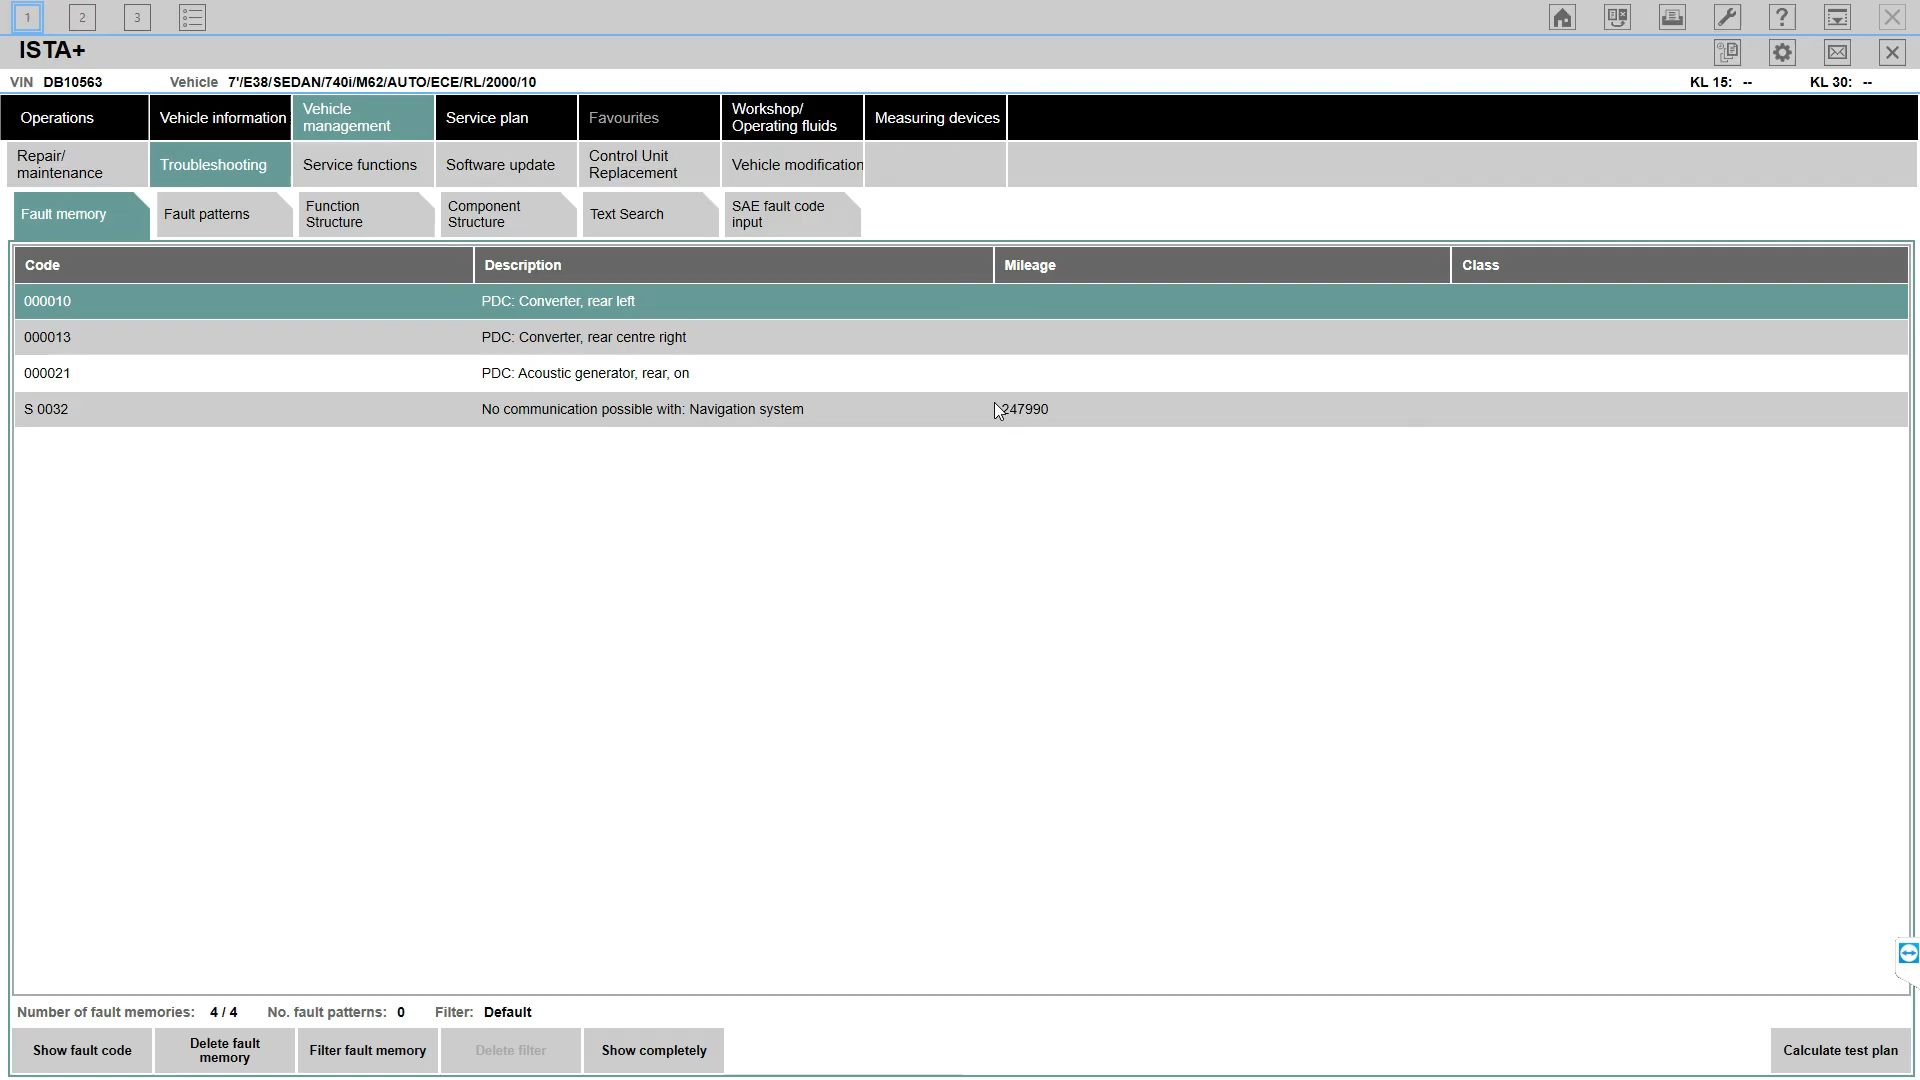 1 2 3
ISTA+
VIN DB10563 Vehicle 7'/E38/SEDAN/740i/M62/AUTO/ECE/RL/2000/10 KL 15: -- KL 30: --
Operations Vehicle information Vehicle management Service plan Favourites Workshop/ Operating fluids Measuring devices
Repair/ maintenance Troubleshooting Service functions Software update Control Unit Replacement Vehicle modification
Fault memory Fault patterns Function Structure Component Structure Text Search SAE fault code input
Code Description Mileage Class
000010 PDC: Converter, rear left
000013 PDC: Converter, rear centre right
000021 PDC: Acoustic generator, rear, on
S 0032 No communication possible with: Navigation system 247990
Number of fault memories: 4 / 4 No. fault patterns: 0 Filter: Default
Show fault code Delete fault memory Filter fault memory Delete filter Show completely Calculate test plan